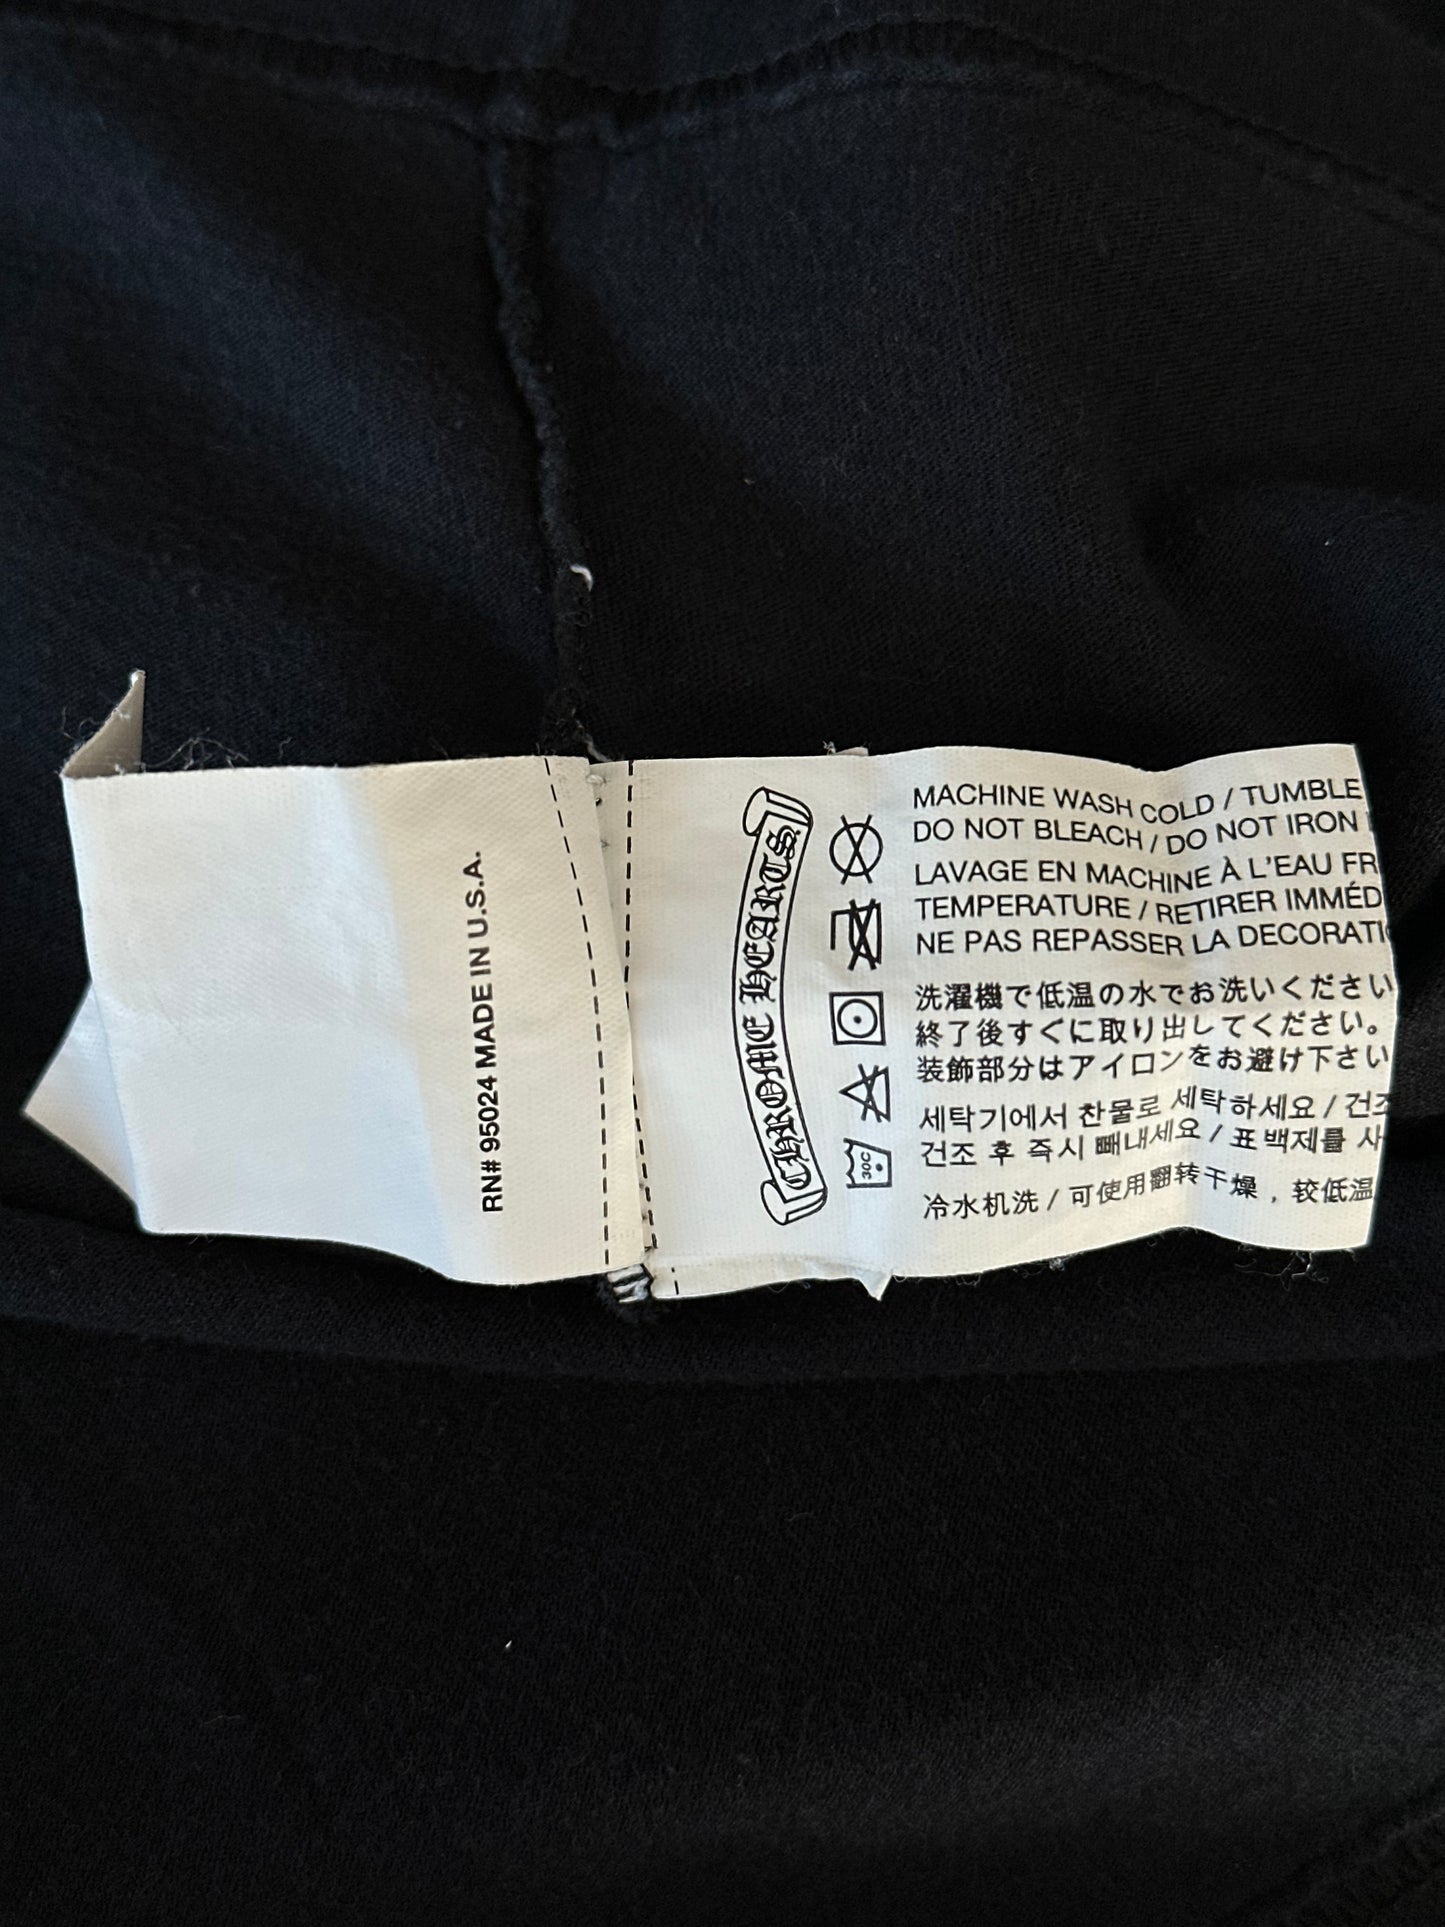 RN# 95024 MADE IN U.S.A.
CHROME HEARTS
30C
MACHINE WASH COLD / TUMBLE
DO NOT BLEACH / DO NOT IRON
LAVAGE EN MACHINE À L'EAU FR
TEMPERATURE / RETIRER IMMÉD
NE PAS REPASSER LA DECORATI
洗濯機で低温の水でお洗いください
終了後すぐに取り出してください。
装飾部分はアイロンをお避け下さい
세탁기에서 찬물로 세탁하세요 / 건조
건조 후 즉시 빼내세요 / 표백제를 사
冷水机洗 / 可使用翻转干燥，较低温